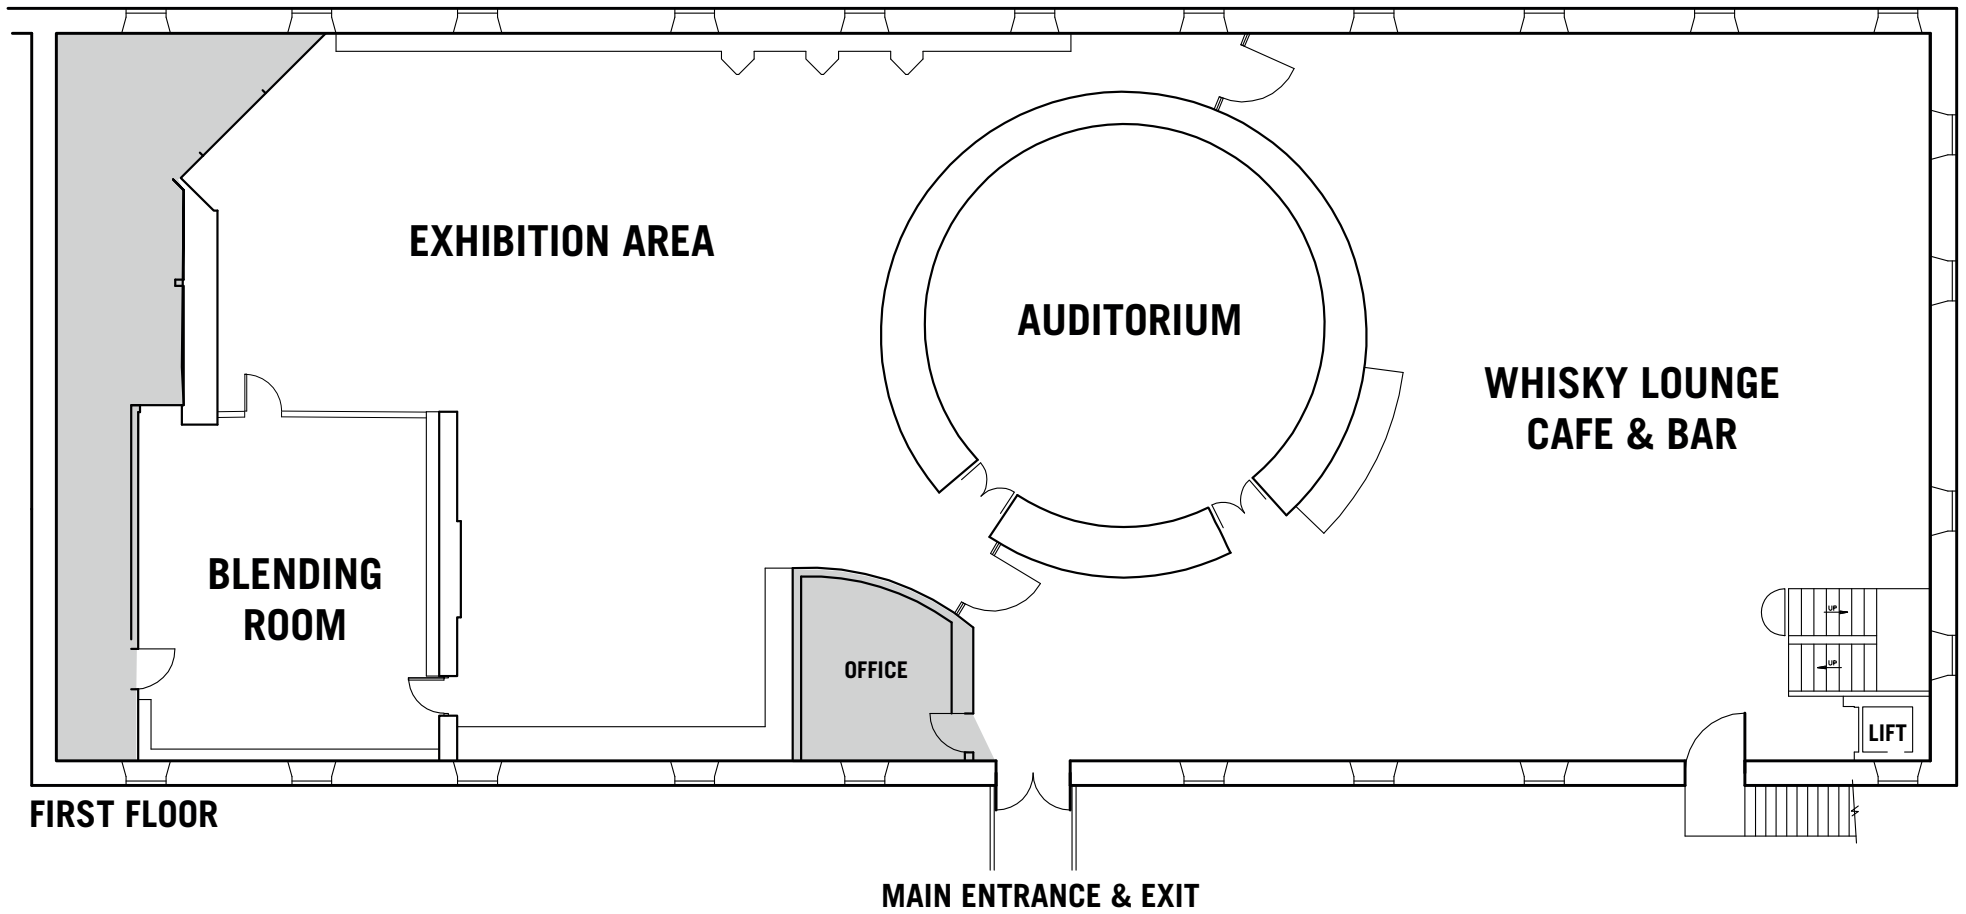 EXHIBITION AREA
AUDITORIUM
WHISKY LOUNGE
CAFE & BAR
BLENDING
ROOM
OFFICE
UP
UP
LIFT
FIRST FLOOR
MAIN ENTRANCE & EXIT